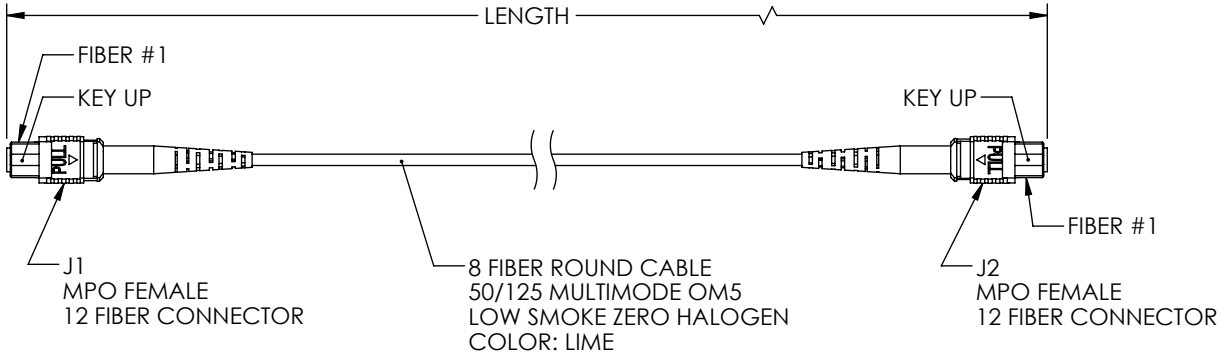 LENGTH
FIBER #1
KEY UP
KEY UP
PULL
PULL
FIBER #1
J1
MPO FEMALE
12 FIBER CONNECTOR
8 FIBER ROUND CABLE
50/125 MULTIMODE OM5
LOW SMOKE ZERO HALOGEN
COLOR: LIME
J2
MPO FEMALE
12 FIBER CONNECTOR